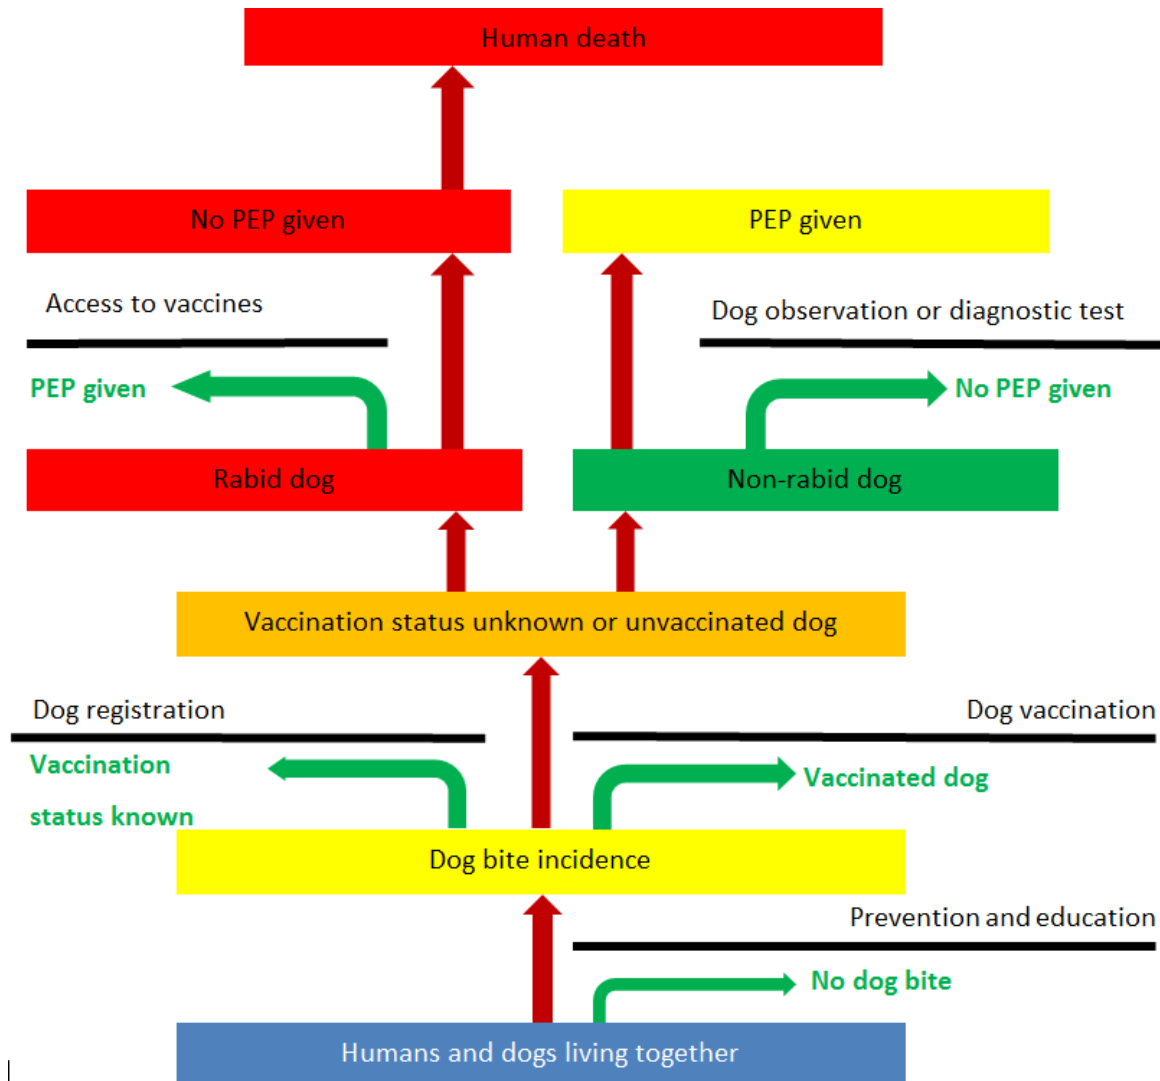 Human death
No PEP given
PEP given
Access to vaccines
Dog observation or diagnostic test
PEP given
No PEP given
Rabid dog
Non-rabid dog
Vaccination status unknown or unvaccinated dog
Dog registration
Dog vaccination
Vaccination
status known
Vaccinated dog
Dog bite incidence
Prevention and education
No dog bite
Humans and dogs living together